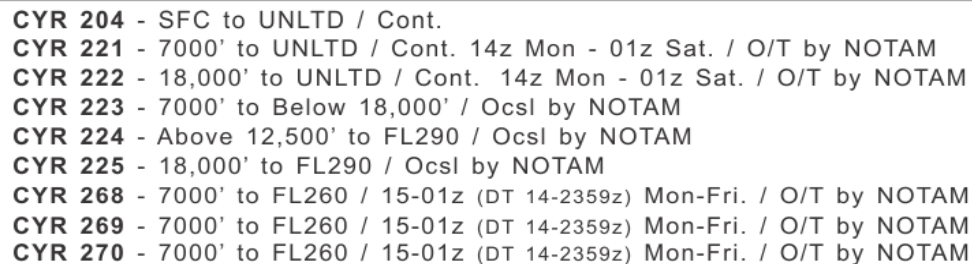 CYR 204 - SFC to UNLTD / Cont.
CYR 221 - 7000’ to UNLTD / Cont. 14z Mon - 01z Sat. / O/T by NOTAM
CYR 222 - 18,000’ to UNLTD / Cont. 14z Mon - 01z Sat. / O/T by NOTAM
CYR 223 - 7000’ to Below 18,000’ / Ocsl by NOTAM
CYR 224 - Above 12,500’ to FL290 / Ocsl by NOTAM
CYR 225 - 18,000’ to FL290 / Ocsl by NOTAM
CYR 268 - 7000’ to FL260 / 15-01z (DT 14-2359z) Mon-Fri. / O/T by NOTAM
CYR 269 - 7000’ to FL260 / 15-01z (DT 14-2359z) Mon-Fri. / O/T by NOTAM
CYR 270 - 7000’ to FL260 / 15-01z (DT 14-2359z) Mon-Fri. / O/T by NOTAM